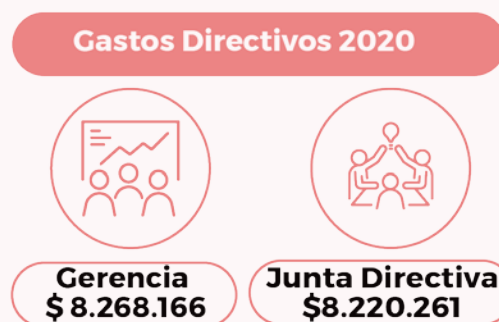 Gastos Directivos 2020
Gerencia
$ 8.268.166
Junta Directiva
$8.220.261